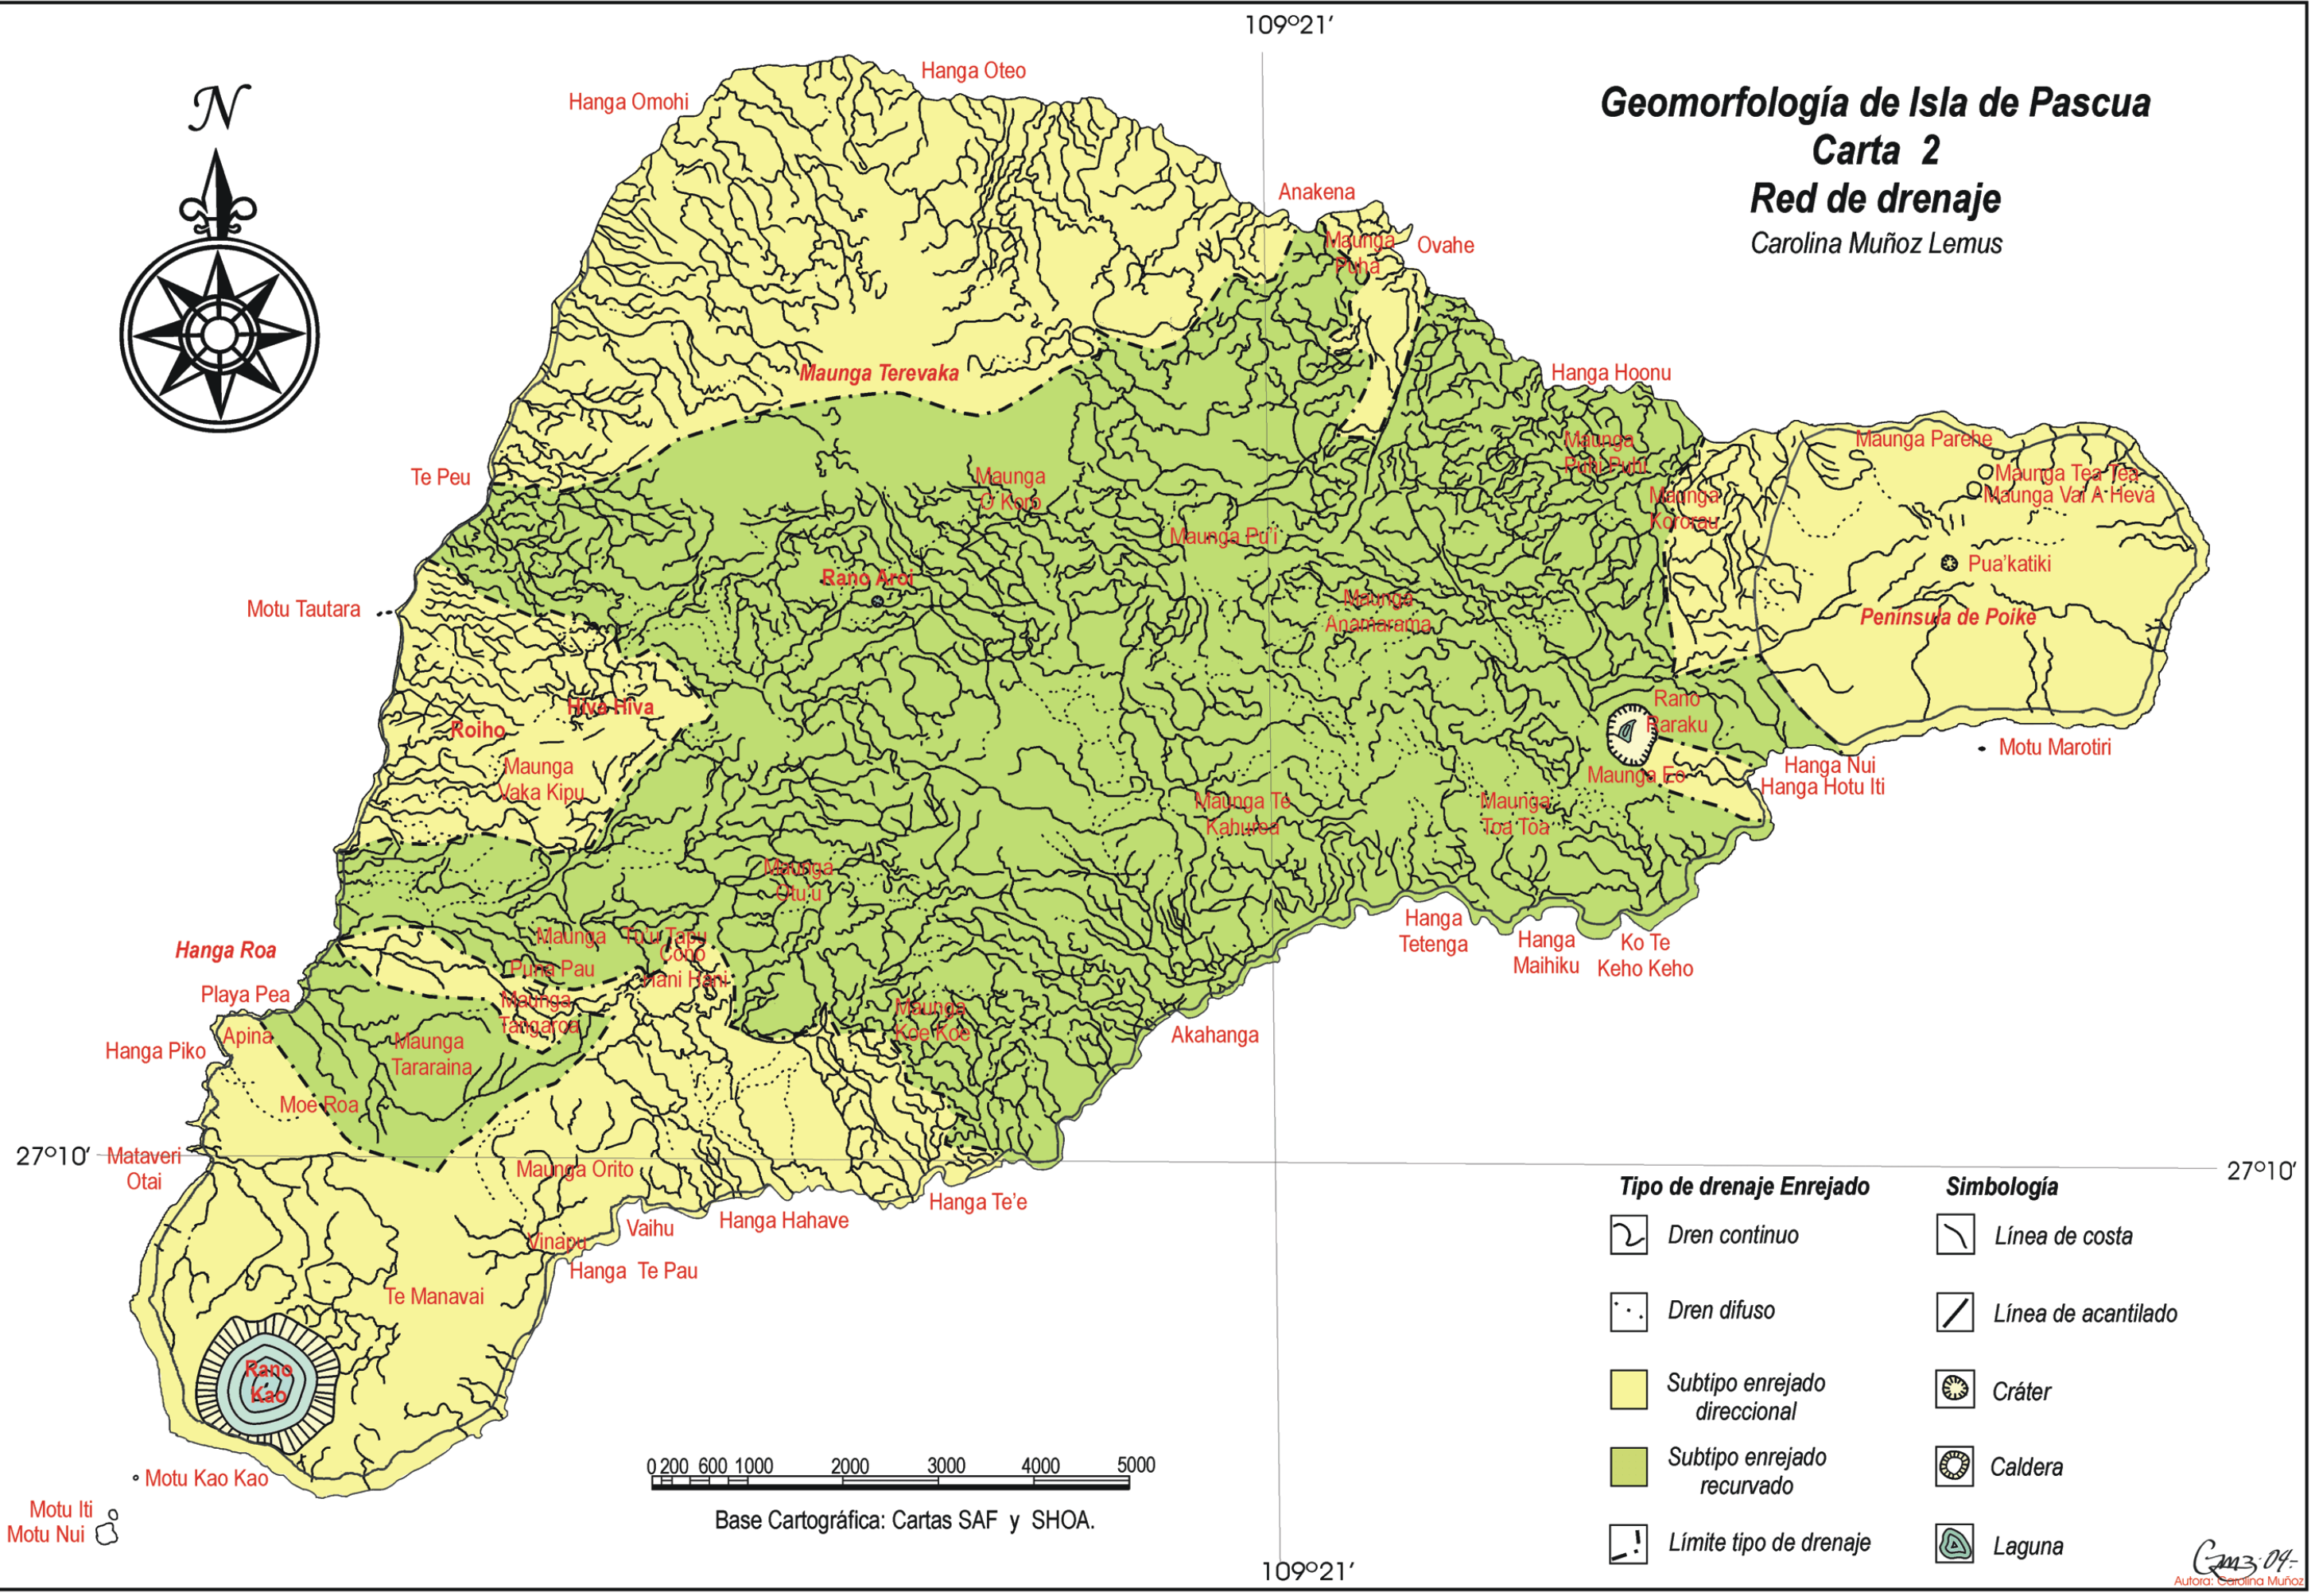 109°21'
Geomorfología de Isla de Pascua
Carta 2
Red de drenaje
Carolina Muñoz Lemus
N
Hanga Oteo
Hanga Omohi
Anakena
Maunga
Puha
Ovahe
Maunga Terevaka
Hanga Hoonu
Maunga
Puhi Puhi
Maunga Parehe
Maunga Tea Tea
Maunga Vai A Heva
Te Peu
Maunga
O Koro
Maunga
Kororau
Maunga Pu'i
Pua'katiki
Rano Aroi
Motu Tautara
Maunga
Anamarama
Península de Poike
Hiva Hiva
Roiho
Rano
Raraku
Motu Marotiri
Maunga
Vaka Kipu
Maunga Eo
Hanga Nui
Hanga Hotu Iti
Maunga Te
Kahurea
Maunga
Toa Toa
Maunga
Otu'u
Hanga
Tetenga
Hanga
Maihiku
Ko Te
Keho Keho
Hanga Roa
Maunga Tu'u Tapu
Cono
Hani Hani
Puna Pau
Playa Pea
Maunga
Tangaroa
Maunga
Koe Koe
Apina
Hanga Piko
Maunga
Tararaina
Akahanga
Moe Roa
27°10'
Mataveri
Otai
Maunga Orito
27°10'
Hanga Te'e
Hanga Hahave
Vaihu
Vinapu
Hanga Te Pau
Te Manavai
Rano
Kao
Motu Kao Kao
Motu Iti
Motu Nui
0 200 600 1000 2000 3000 4000 5000
Base Cartográfica: Cartas SAF y SHOA.
Tipo de drenaje Enrejado
Dren continuo
Dren difuso
Subtipo enrejado
direccional
Subtipo enrejado
recurvado
Límite tipo de drenaje
Simbología
Línea de costa
Línea de acantilado
Cráter
Caldera
Laguna
109°21'
Autora: Carolina Muñoz